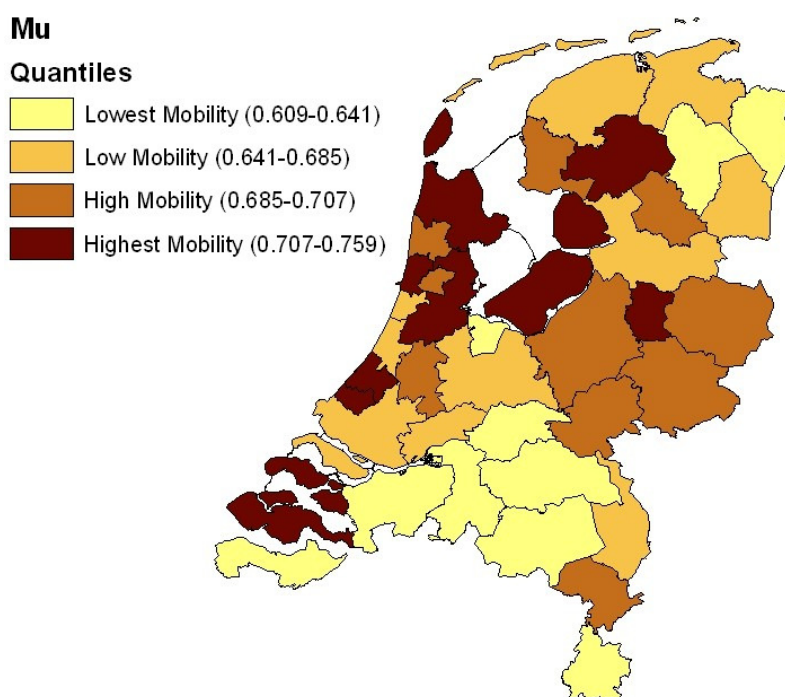 Mu
Quantiles
Lowest Mobility (0.609-0.641)
Low Mobility (0.641-0.685)
High Mobility (0.685-0.707)
Highest Mobility (0.707-0.759)